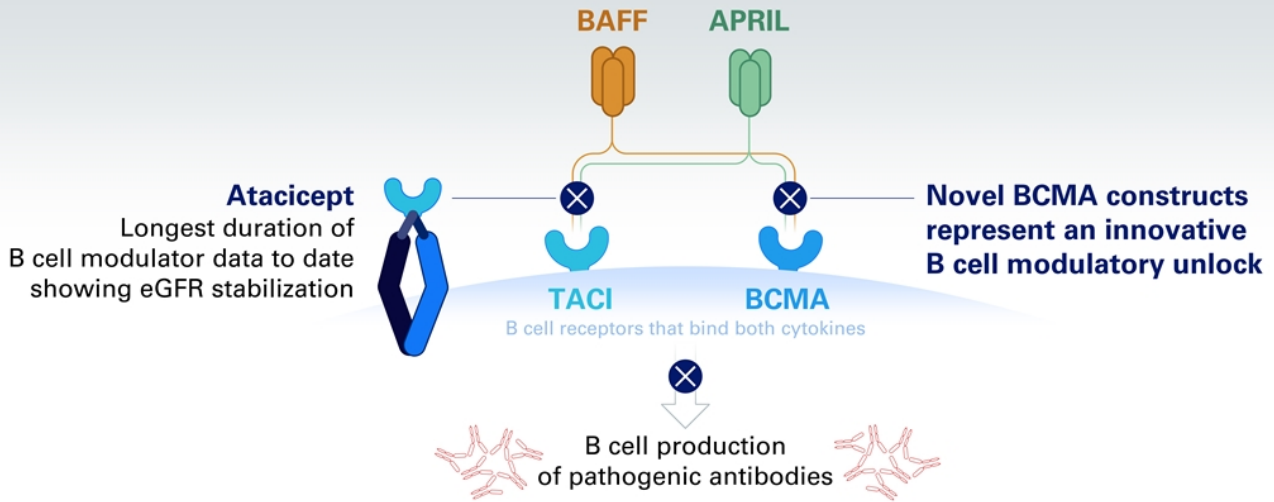 BAFF
APRIL
Atacicept
Longest duration of
B cell modulator data to date
showing eGFR stabilization
Novel BCMA constructs
represent an innovative
B cell modulatory unlock
TACI
BCMA
B cell receptors that bind both cytokines
B cell production
of pathogenic antibodies